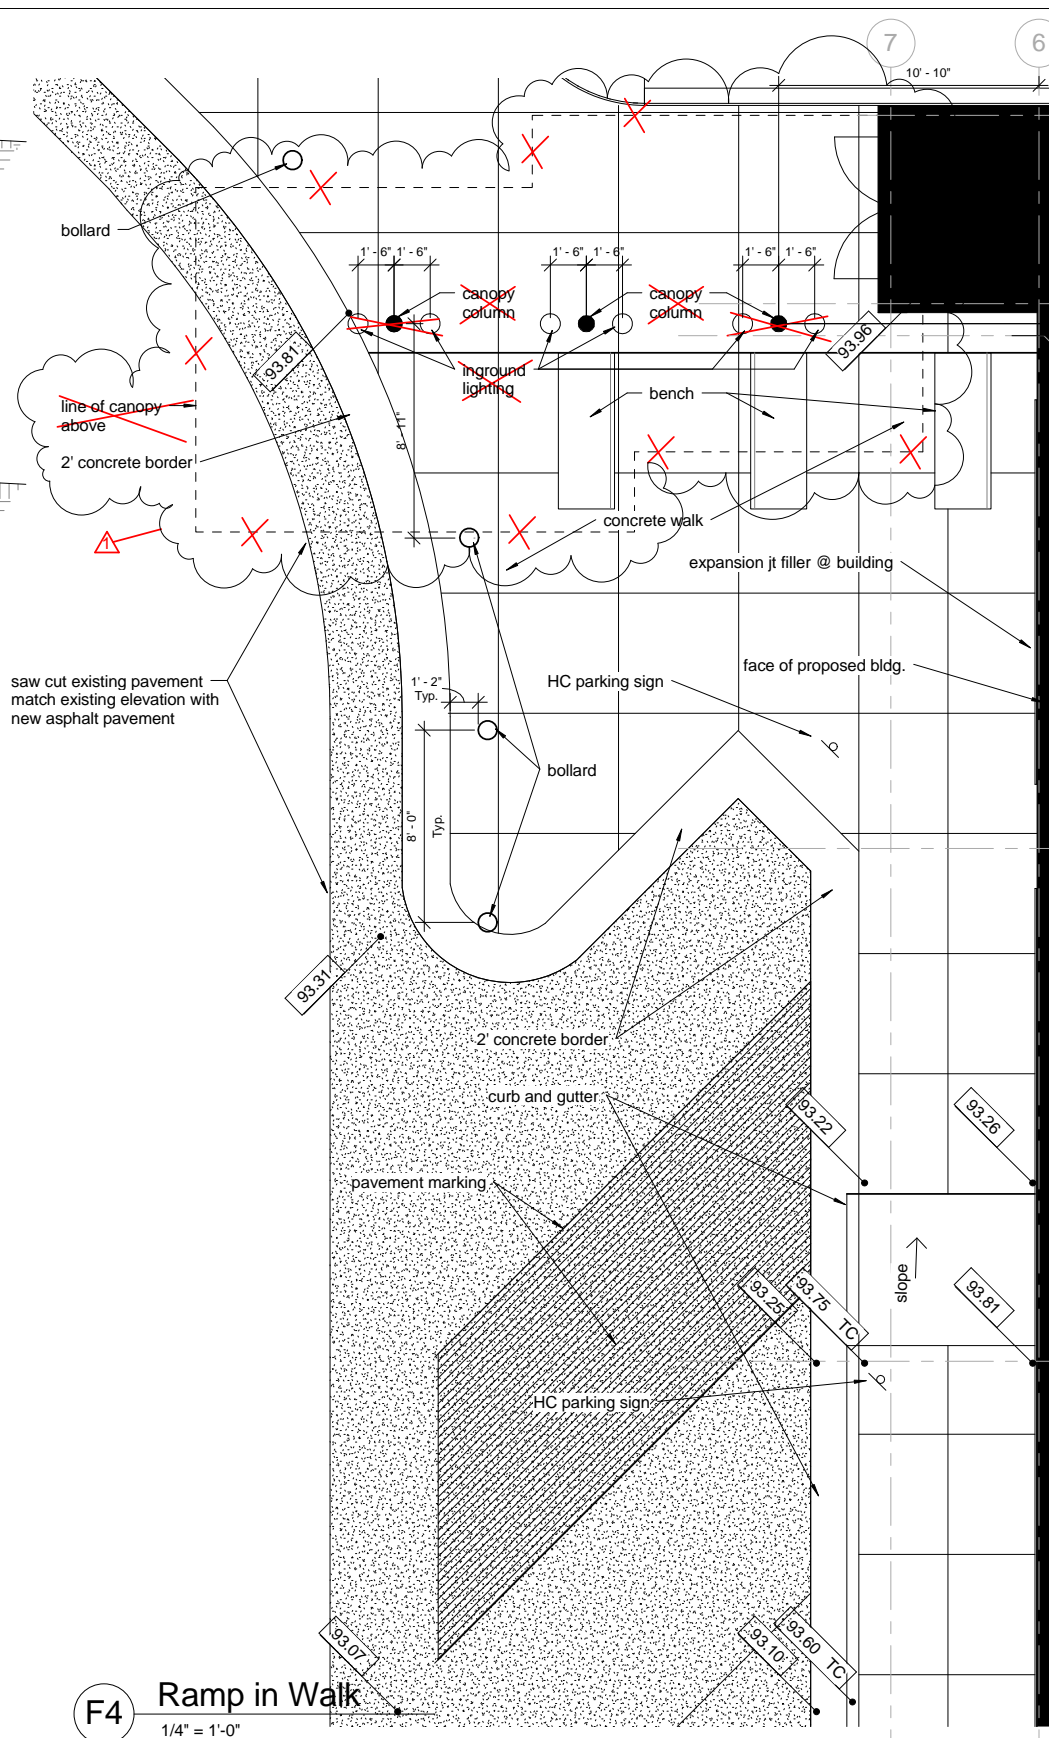 7
6
10' - 10"
bollard
1' - 6"
1' - 6"
1' - 6"
1' - 6"
1' - 6"
1' - 6"
canopy
column
canopy
column
93.81
93.96
inground
lighting
bench
line of canopy
above
8' - 11"
2' concrete border
concrete walk
1
expansion jt filler @ building
saw cut existing pavement
match existing elevation with
new asphalt pavement
1' - 2"
Typ.
HC parking sign
face of proposed bldg.
bollard
8' - 0"
Typ.
93.31
2' concrete border
curb and gutter
93.22
93.26
pavement marking
slope
93.25
93.75 TC
93.81
HC parking sign
93.07
93.10
93.60 TC
F4
Ramp in Walk
1/4" = 1'-0"